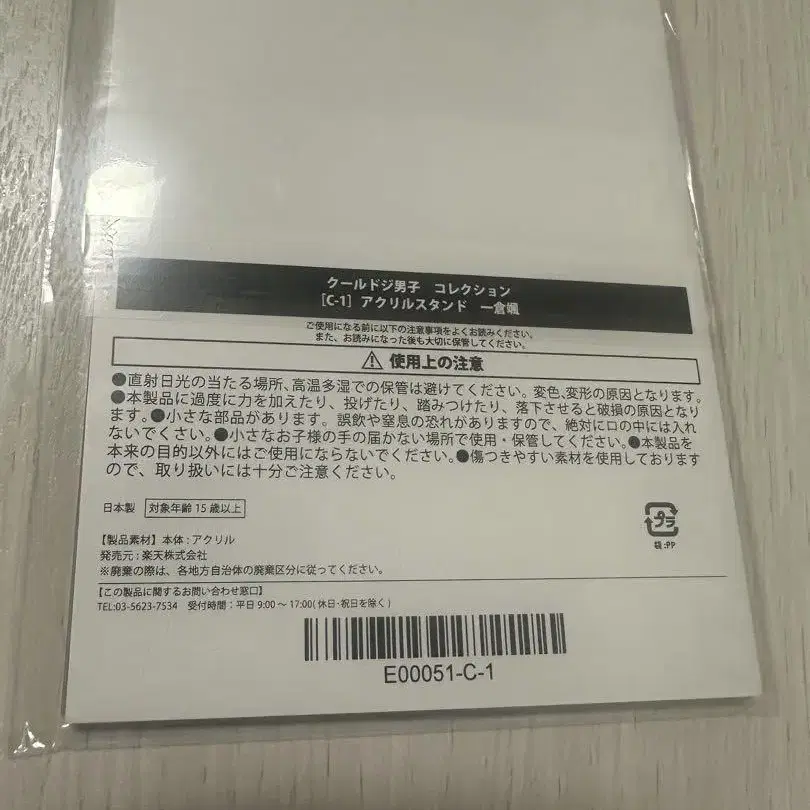 クールドジ男子　コレクション
［C-1］アクリルスタンド　一倉颯
ご使用になる前に以下の注意事項をよくお読みください。
また、お読みになった後も大切に保管してください。
⚠ 使用上の注意
●直射日光の当たる場所、高温多湿での保管は避けてください。変色、変形の原因となります。
●本製品に過度に力を加えたり、投げたり、踏みつけたり、落下させると破損の原因となり
ます。●小さな部品があります。誤飲や窒息の恐れがありますので、絶対に口の中には入れ
ないでください。●小さなお子様の手の届かない場所で使用・保管してください。●本製品を
本来の目的以外にはご使用にならないでください。●傷つきやすい素材を使用しております
ので、取り扱いには十分ご注意ください。
日本製　対象年齢 15 歳以上
プラ
袋:PP
【製品素材】本体：アクリル
発売元：楽天株式会社
※廃棄の際は、各地方自治体の廃棄区分に従ってください。
【この製品に関するお問い合わせ窓口】
TEL:03-5623-7534　受付時間：平日 9:00～17:00(休日･祝日を除く)
E00051-C-1